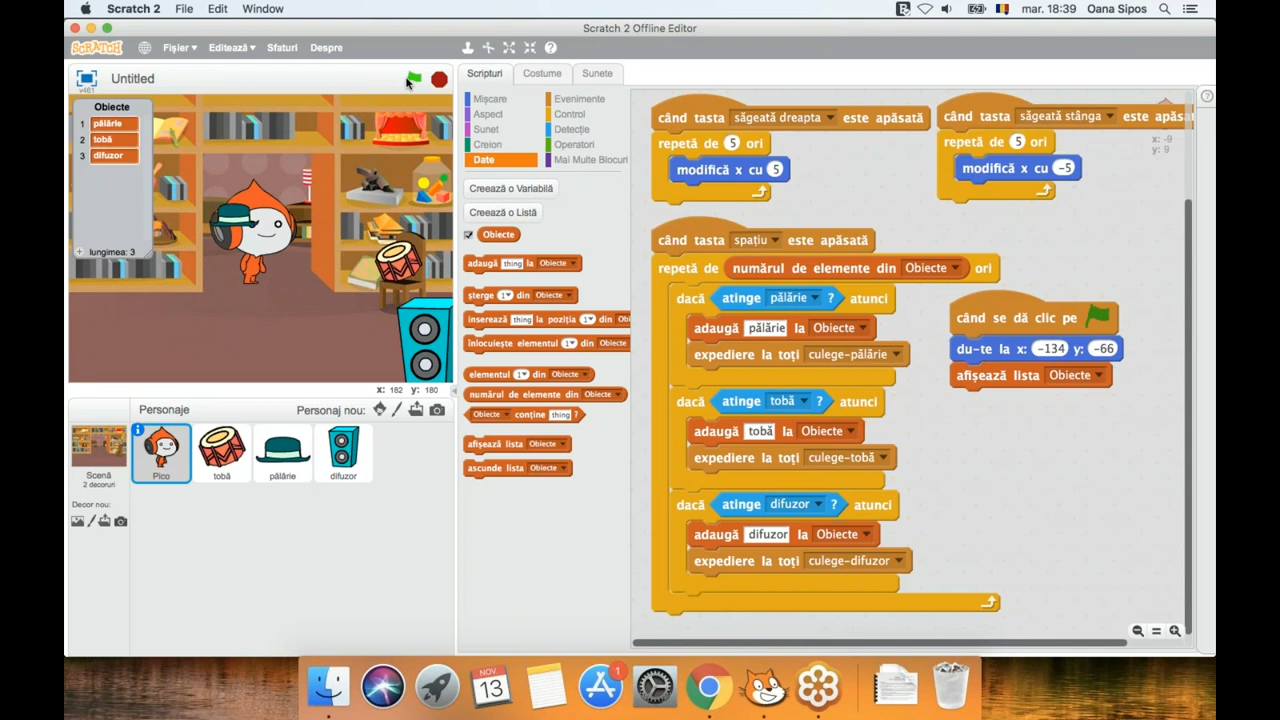 Scratch 2 File Edit Window mar. 18:39 Oana Sipos
Scratch 2 Offline Editor
SCRATCH Fișier Editează Sfaturi Despre
Untitled
v461
Obiecte
1 pălărie
2 tobă
3 difuzor
lungimea: 3
x: 182 y: 180
Personaje Personaj nou:
Scenă
2 decoruri
Decor nou:
Pico
tobă
pălărie
difuzor
Scripturi Costume Sunete
Mișcare Evenimente
Aspect Control
Sunet Detecție
Creion Operatori
Date Mai Multe Blocuri
Creează o Variabilă
Creează o Listă
Obiecte
adaugă thing la Obiecte
șterge 1 din Obiecte
inserează thing la poziția 1 din Obi
înlocuiește elementul 1 din Obiecte
elementul 1 din Obiecte
numărul de elemente din Obiecte
Obiecte conține thing ?
afișează lista Obiecte
ascunde lista Obiecte
când tasta săgeată dreapta este apăsată
repetă de 5 ori
modifică x cu 5
când tasta săgeată stânga este apăsată
repetă de 5 ori
modifică x cu -5
x: -9
y: 9
când tasta spațiu este apăsată
repetă de numărul de elemente din Obiecte ori
dacă atinge pălărie ? atunci
adaugă pălărie la Obiecte
expediere la toți culege-pălărie
dacă atinge tobă ? atunci
adaugă tobă la Obiecte
expediere la toți culege-tobă
dacă atinge difuzor ? atunci
adaugă difuzor la Obiecte
expediere la toți culege-difuzor
când se dă clic pe
du-te la x: -134 y: -66
afișează lista Obiecte
NOV
13
1